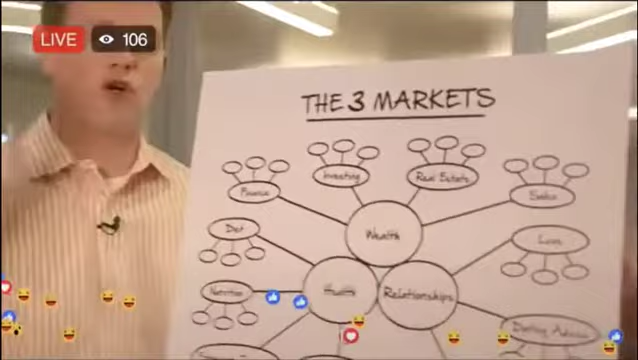 LIVE
106
THE 3 MARKETS
Finance
Investing
Real Estate
Sales
Diet
Wealth
Love
Nutrition
Health
Relationships
Dating Advice